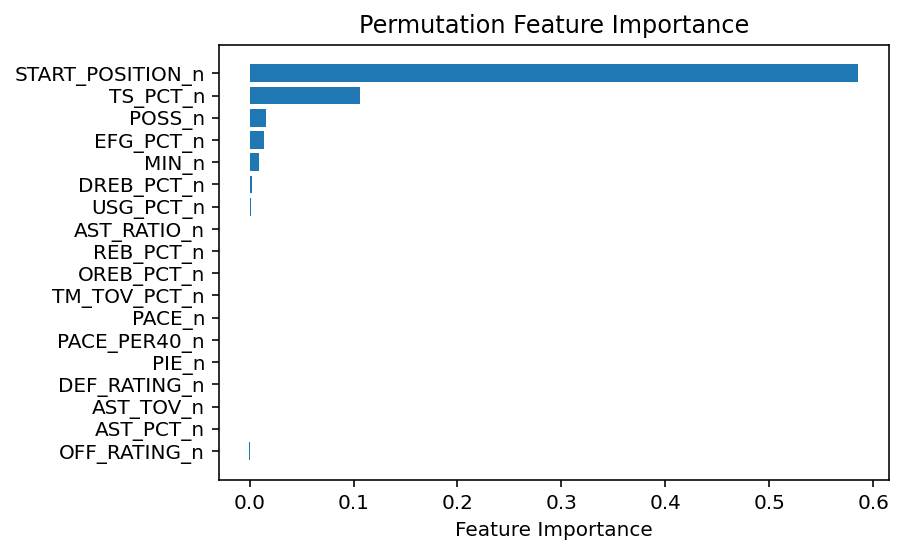 Permutation Feature Importance
START_POSITION_n
TS_PCT_n
POSS_n
EFG_PCT_n
MIN_n
DREB_PCT_n
USG_PCT_n
AST_RATIO_n
REB_PCT_n
OREB_PCT_n
TM_TOV_PCT_n
PACE_n
PACE_PER40_n
PIE_n
DEF_RATING_n
AST_TOV_n
AST_PCT_n
OFF_RATING_n
0.0 0.1 0.2 0.3 0.4 0.5 0.6
Feature Importance